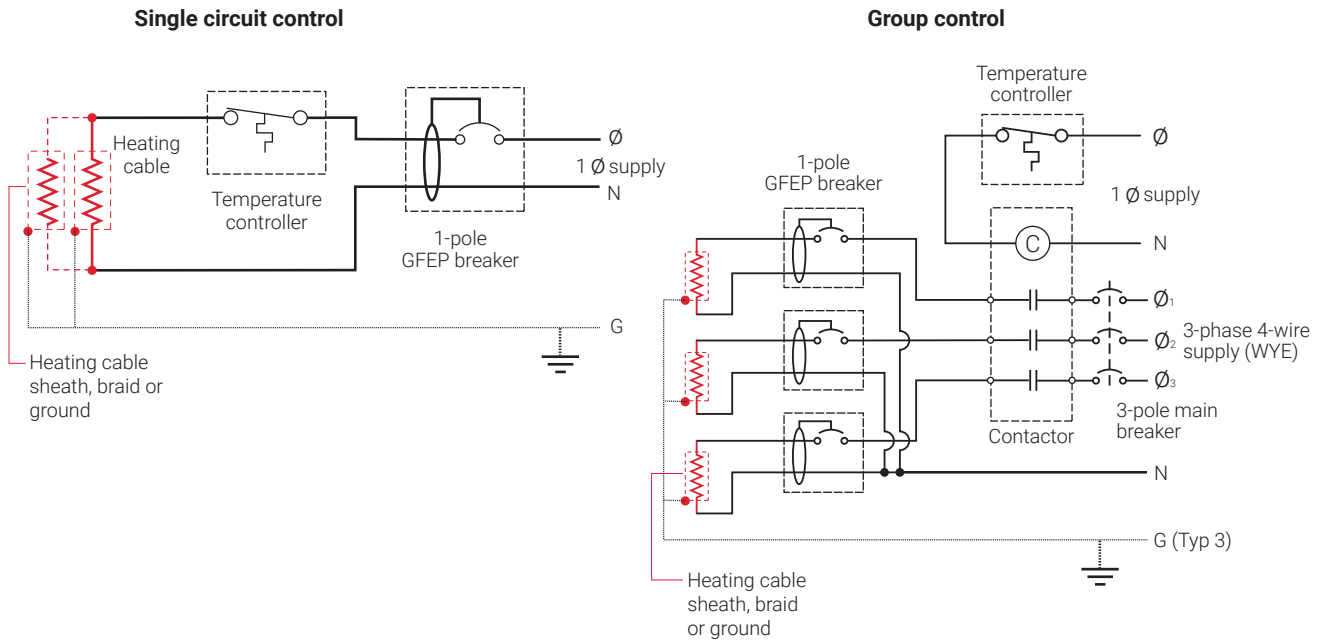 Single circuit control
Heating
cable
Temperature
controller
1-pole
GFEP breaker
Ø
1 Ø supply
N
G
Heating cable
sheath, braid or
ground
Group control
Temperature
controller
Ø
1 Ø supply
N
C
1-pole
GFEP breaker
Ø1
Ø2 3-phase 4-wire
supply (WYE)
Ø3
3-pole main
breaker
Contactor
N
G (Typ 3)
Heating cable
sheath, braid
or ground